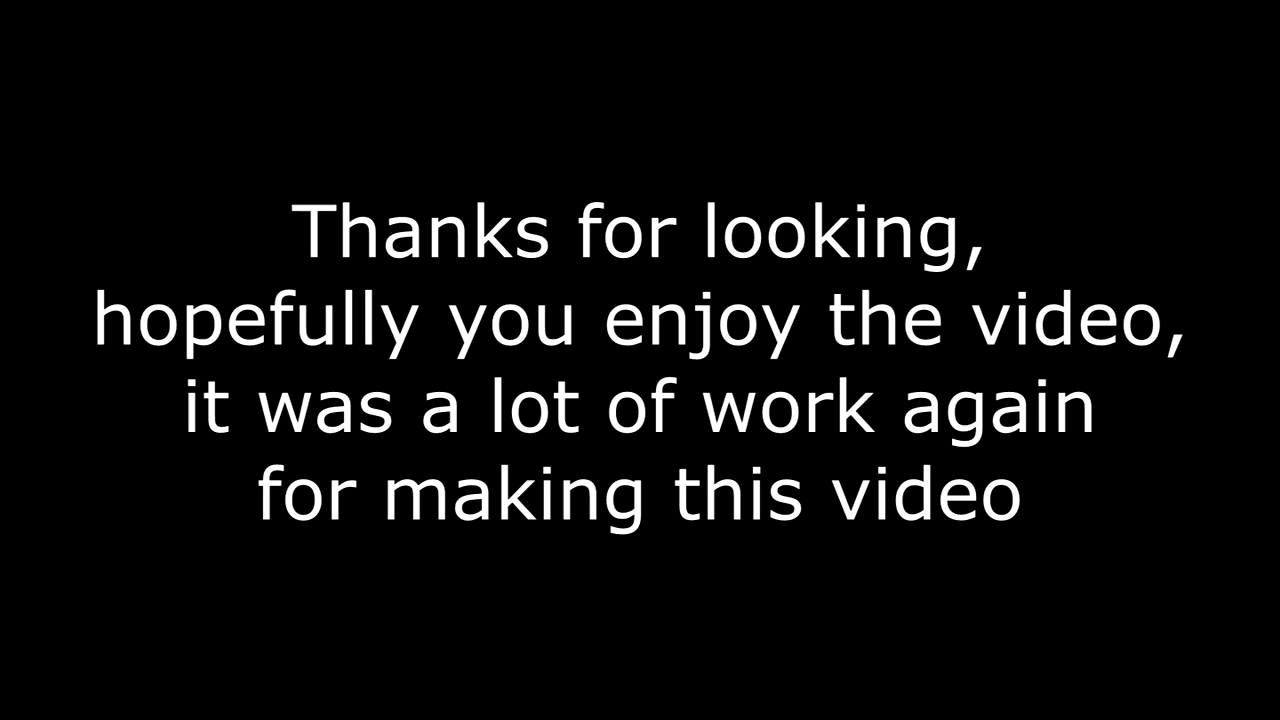 Thanks for looking,
hopefully you enjoy the video,
it was a lot of work again
for making this video